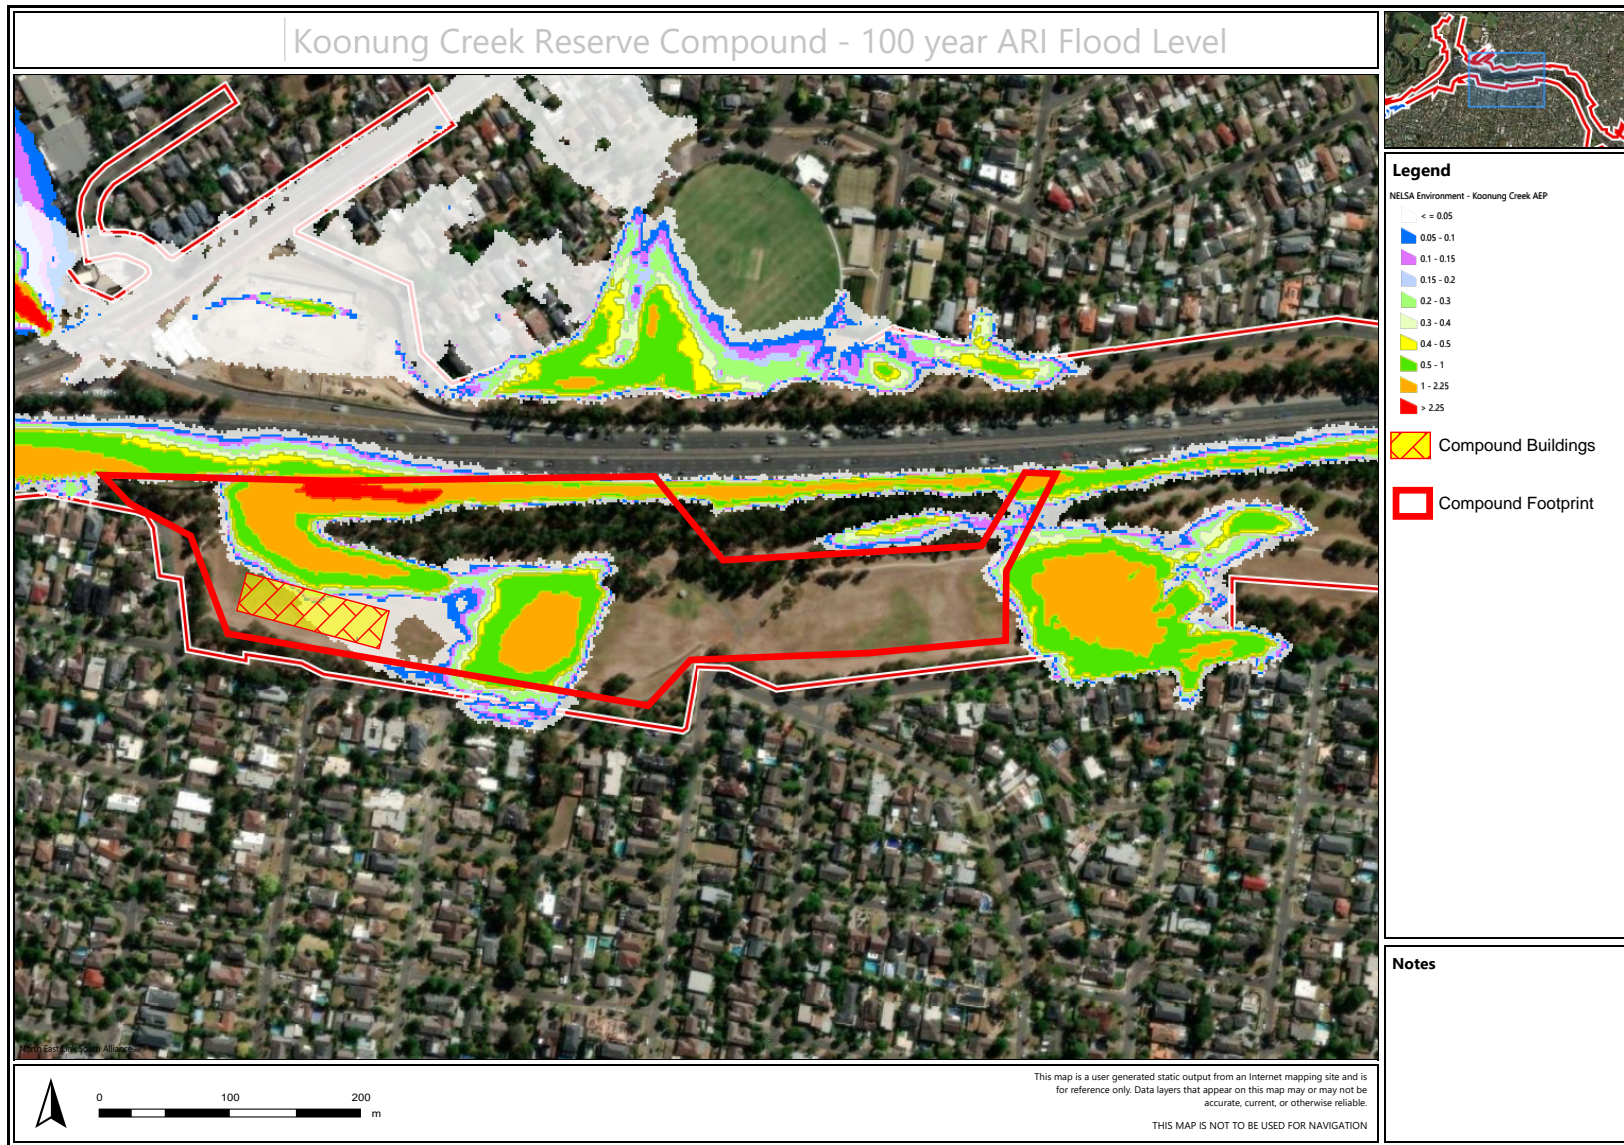 Koonung Creek Reserve Compound - 100 year ARI Flood Level
Legend
NELSA Environment - Koonung Creek AEP
< = 0.05
0.05 - 0.1
0.1 - 0.15
0.15 - 0.2
0.2 - 0.3
0.3 - 0.4
0.4 - 0.5
0.5 - 1
1 - 2.25
> 2.25
Compound Buildings
Compound Footprint
Notes
North East Link South Alliance
0 100 200
m
This map is a user generated static output from an Internet mapping site and is
for reference only. Data layers that appear on this map may or may not be
accurate, current, or otherwise reliable.
THIS MAP IS NOT TO BE USED FOR NAVIGATION